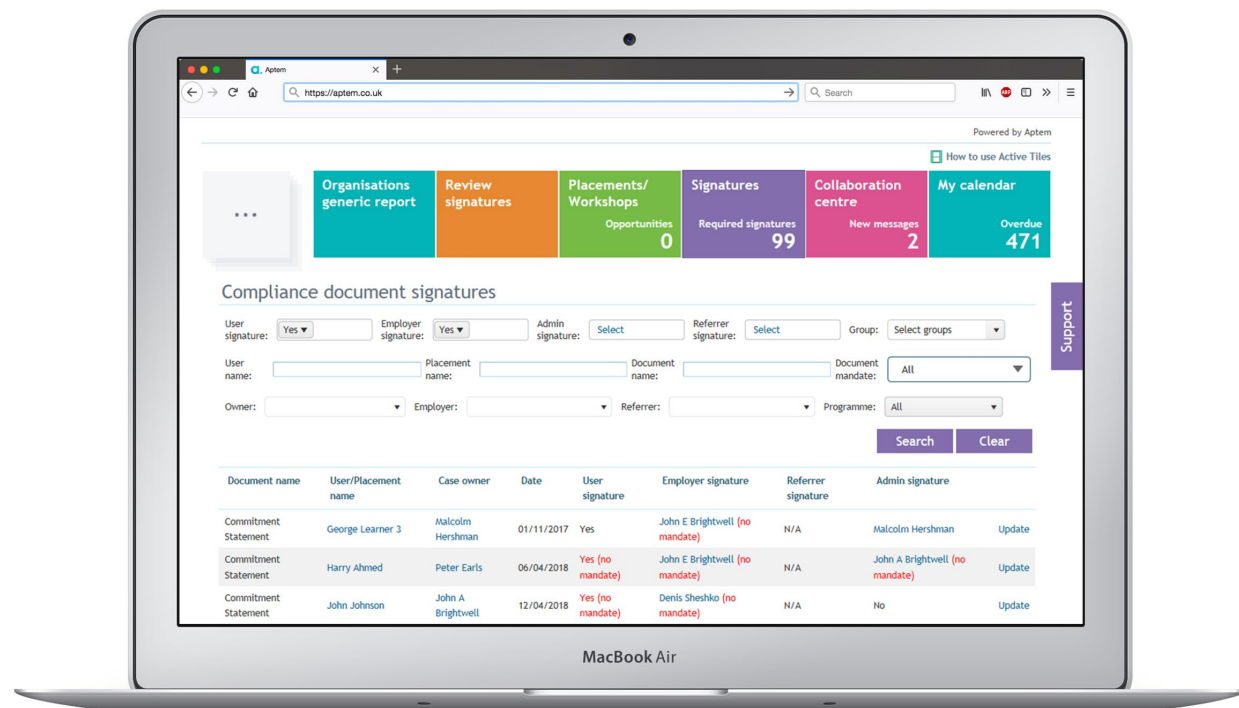 Aptem
https://aptem.co.uk
Search
ABP
Powered by Aptem
How to use Active Tiles
...
Organisations
generic report
Review
signatures
Placements/
Workshops
Opportunities
0
Signatures
Required signatures
99
Collaboration
centre
New messages
2
My calendar
Overdue
471
Support
Compliance document signatures
User
signature:
Yes
Employer
signature:
Yes
Admin
signature:
Select
Referrer
signature:
Select
Group:
Select groups
User
name:
Placement
name:
Document
name:
Document
mandate:
All
Owner:
Employer:
Referrer:
Programme:
All
Search
Clear
Document name
User/Placement
name
Case owner
Date
User
signature
Employer signature
Referrer
signature
Admin signature
Commitment
Statement
George Learner 3
Malcolm
Hershman
01/11/2017
Yes
John E Brightwell (no
mandate)
N/A
Malcolm Hershman
Update
Commitment
Statement
Harry Ahmed
Peter Earls
06/04/2018
Yes (no
mandate)
John E Brightwell (no
mandate)
N/A
John A Brightwell (no
mandate)
Update
Commitment
Statement
John Johnson
John A
Brightwell
12/04/2018
Yes (no
mandate)
Denis Sheshko (no
mandate)
N/A
No
Update
MacBook Air